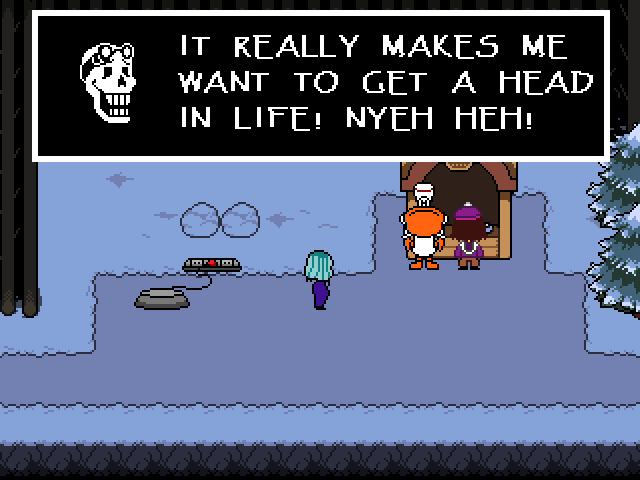 IT REALLY MAKES ME
WANT TO GET A HEAD
IN LIFE! NYEH HEH!